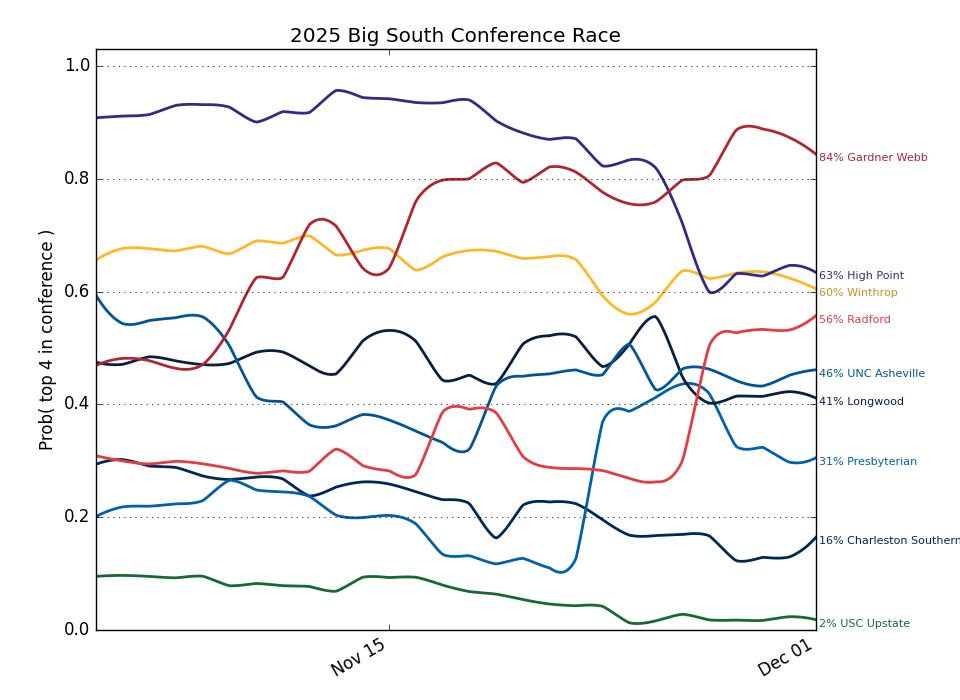 2025 Big South Conference Race
Prob( top 4 in conference )
1.0
0.8
0.6
0.4
0.2
0.0
Nov 15
Dec 01
84% Gardner Webb
63% High Point
60% Winthrop
56% Radford
46% UNC Asheville
41% Longwood
31% Presbyterian
16% Charleston Southern
2% USC Upstate